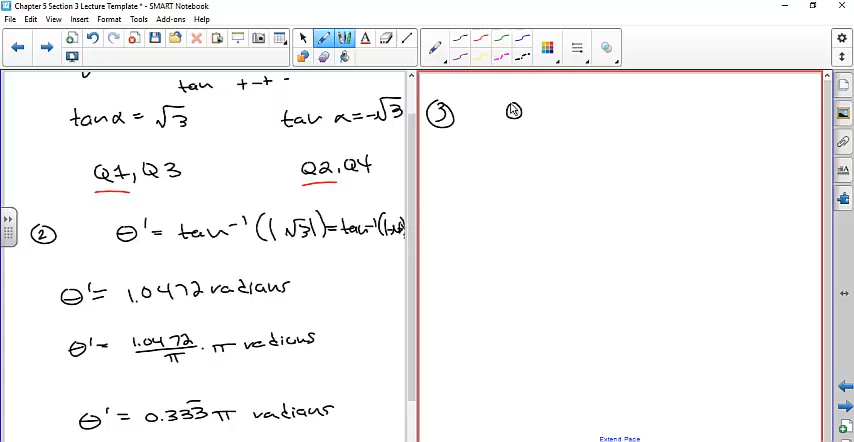 Chapter 5 Section 3 Lecture Template * - SMART Notebook
File Edit View Insert Format Tools Add-ons Help
tan + - + -
tan α = √3 tan α = -√3
Q1, Q3 Q2, Q4
② θ' = tan⁻¹(|√3|) = tan⁻¹(|-√3|)
θ' = 1.0472 radians
θ' = 1.0472/π · π radians
θ' = 0.333̅ π radians
③
Extend Page